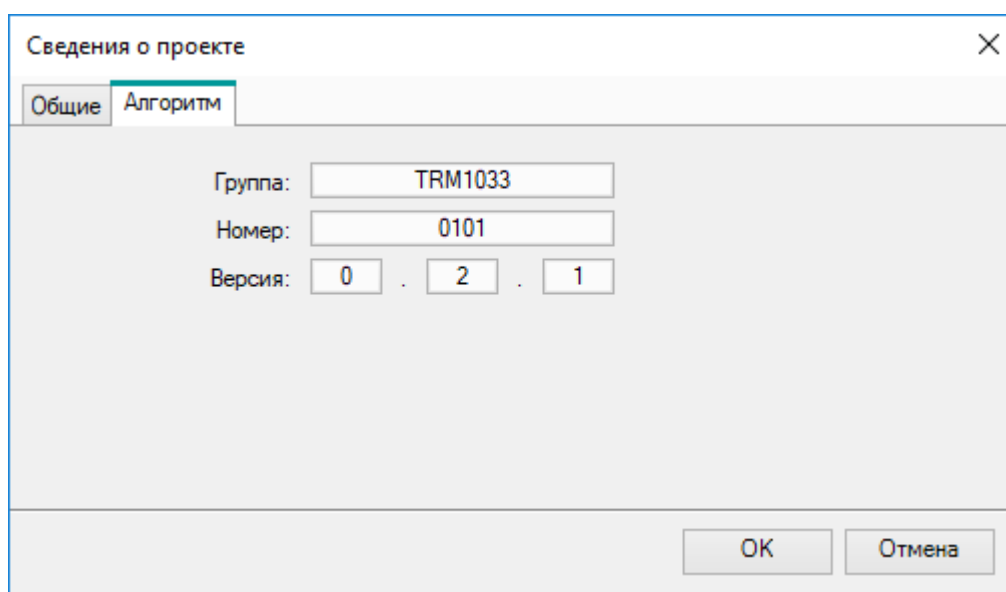 Сведения о проекте
Общие Алгоритм
Группа: TRM1033
Номер: 0101
Версия: 0 . 2 . 1
OK Отмена